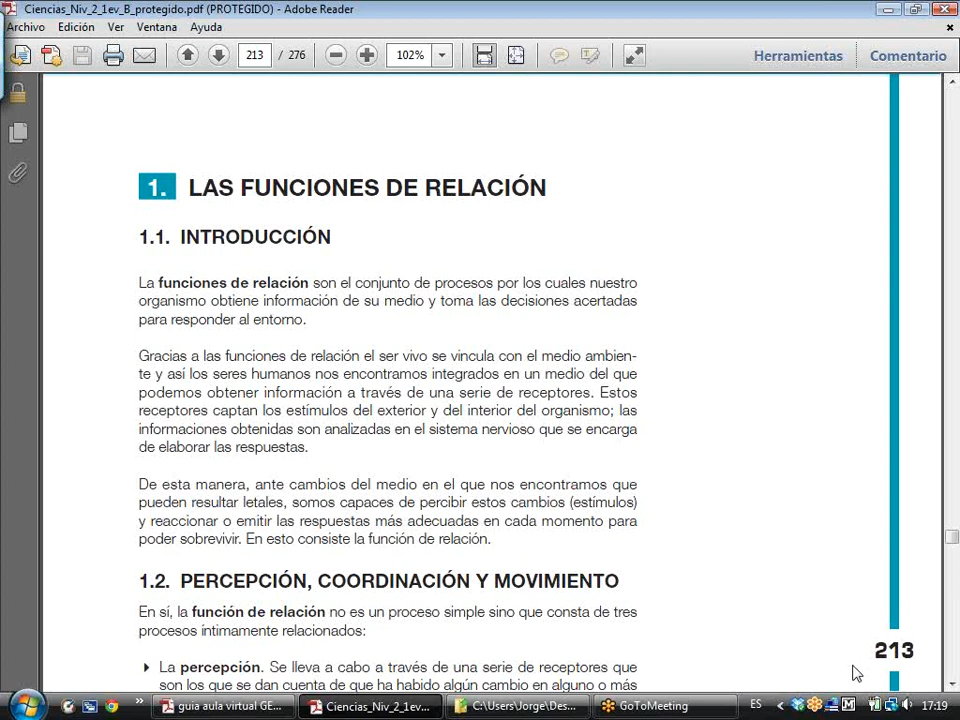 Ciencias_Niv_2_1ev_B_protegido.pdf (PROTEGIDO) - Adobe Reader
Archivo Edición Ver Ventana Ayuda
213 / 276 102% Herramientas Comentario
1. LAS FUNCIONES DE RELACIÓN
1.1. INTRODUCCIÓN
La funciones de relación son el conjunto de procesos por los cuales nuestro
organismo obtiene información de su medio y toma las decisiones acertadas
para responder al entorno.
Gracias a las funciones de relación el ser vivo se vincula con el medio ambien-
te y así los seres humanos nos encontramos integrados en un medio del que
podemos obtener información a través de una serie de receptores. Estos
receptores captan los estímulos del exterior y del interior del organismo; las
informaciones obtenidas son analizadas en el sistema nervioso que se encarga
de elaborar las respuestas.
De esta manera, ante cambios del medio en el que nos encontramos que
pueden resultar letales, somos capaces de percibir estos cambios (estímulos)
y reaccionar o emitir las respuestas más adecuadas en cada momento para
poder sobrevivir. En esto consiste la función de relación.
1.2. PERCEPCIÓN, COORDINACIÓN Y MOVIMIENTO
En sí, la función de relación no es un proceso simple sino que consta de tres
procesos íntimamente relacionados:
La percepción. Se lleva a cabo a través de una serie de receptores que
son los que se dan cuenta de que ha habido algún cambio en alguno o más
213
guia aula virtual GE... Ciencias_Niv_2_1ev... C:\Users\Jorge\Des... GoToMeeting ES 17:19